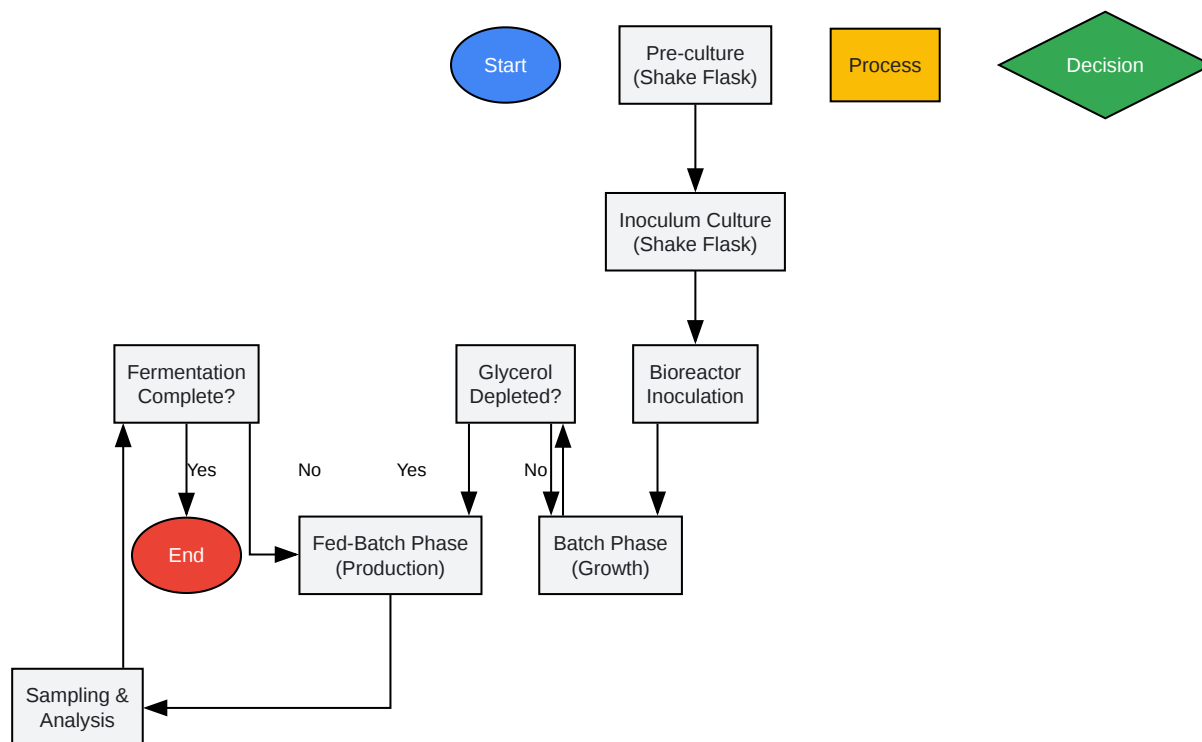 Start
Pre-culture
(Shake Flask)
Process
Decision
Inoculum Culture
(Shake Flask)
Fermentation
Complete?
Glycerol
Depleted?
Bioreactor
Inoculation
Yes
No
Yes
No
End
Fed-Batch Phase
(Production)
Batch Phase
(Growth)
Sampling &
Analysis